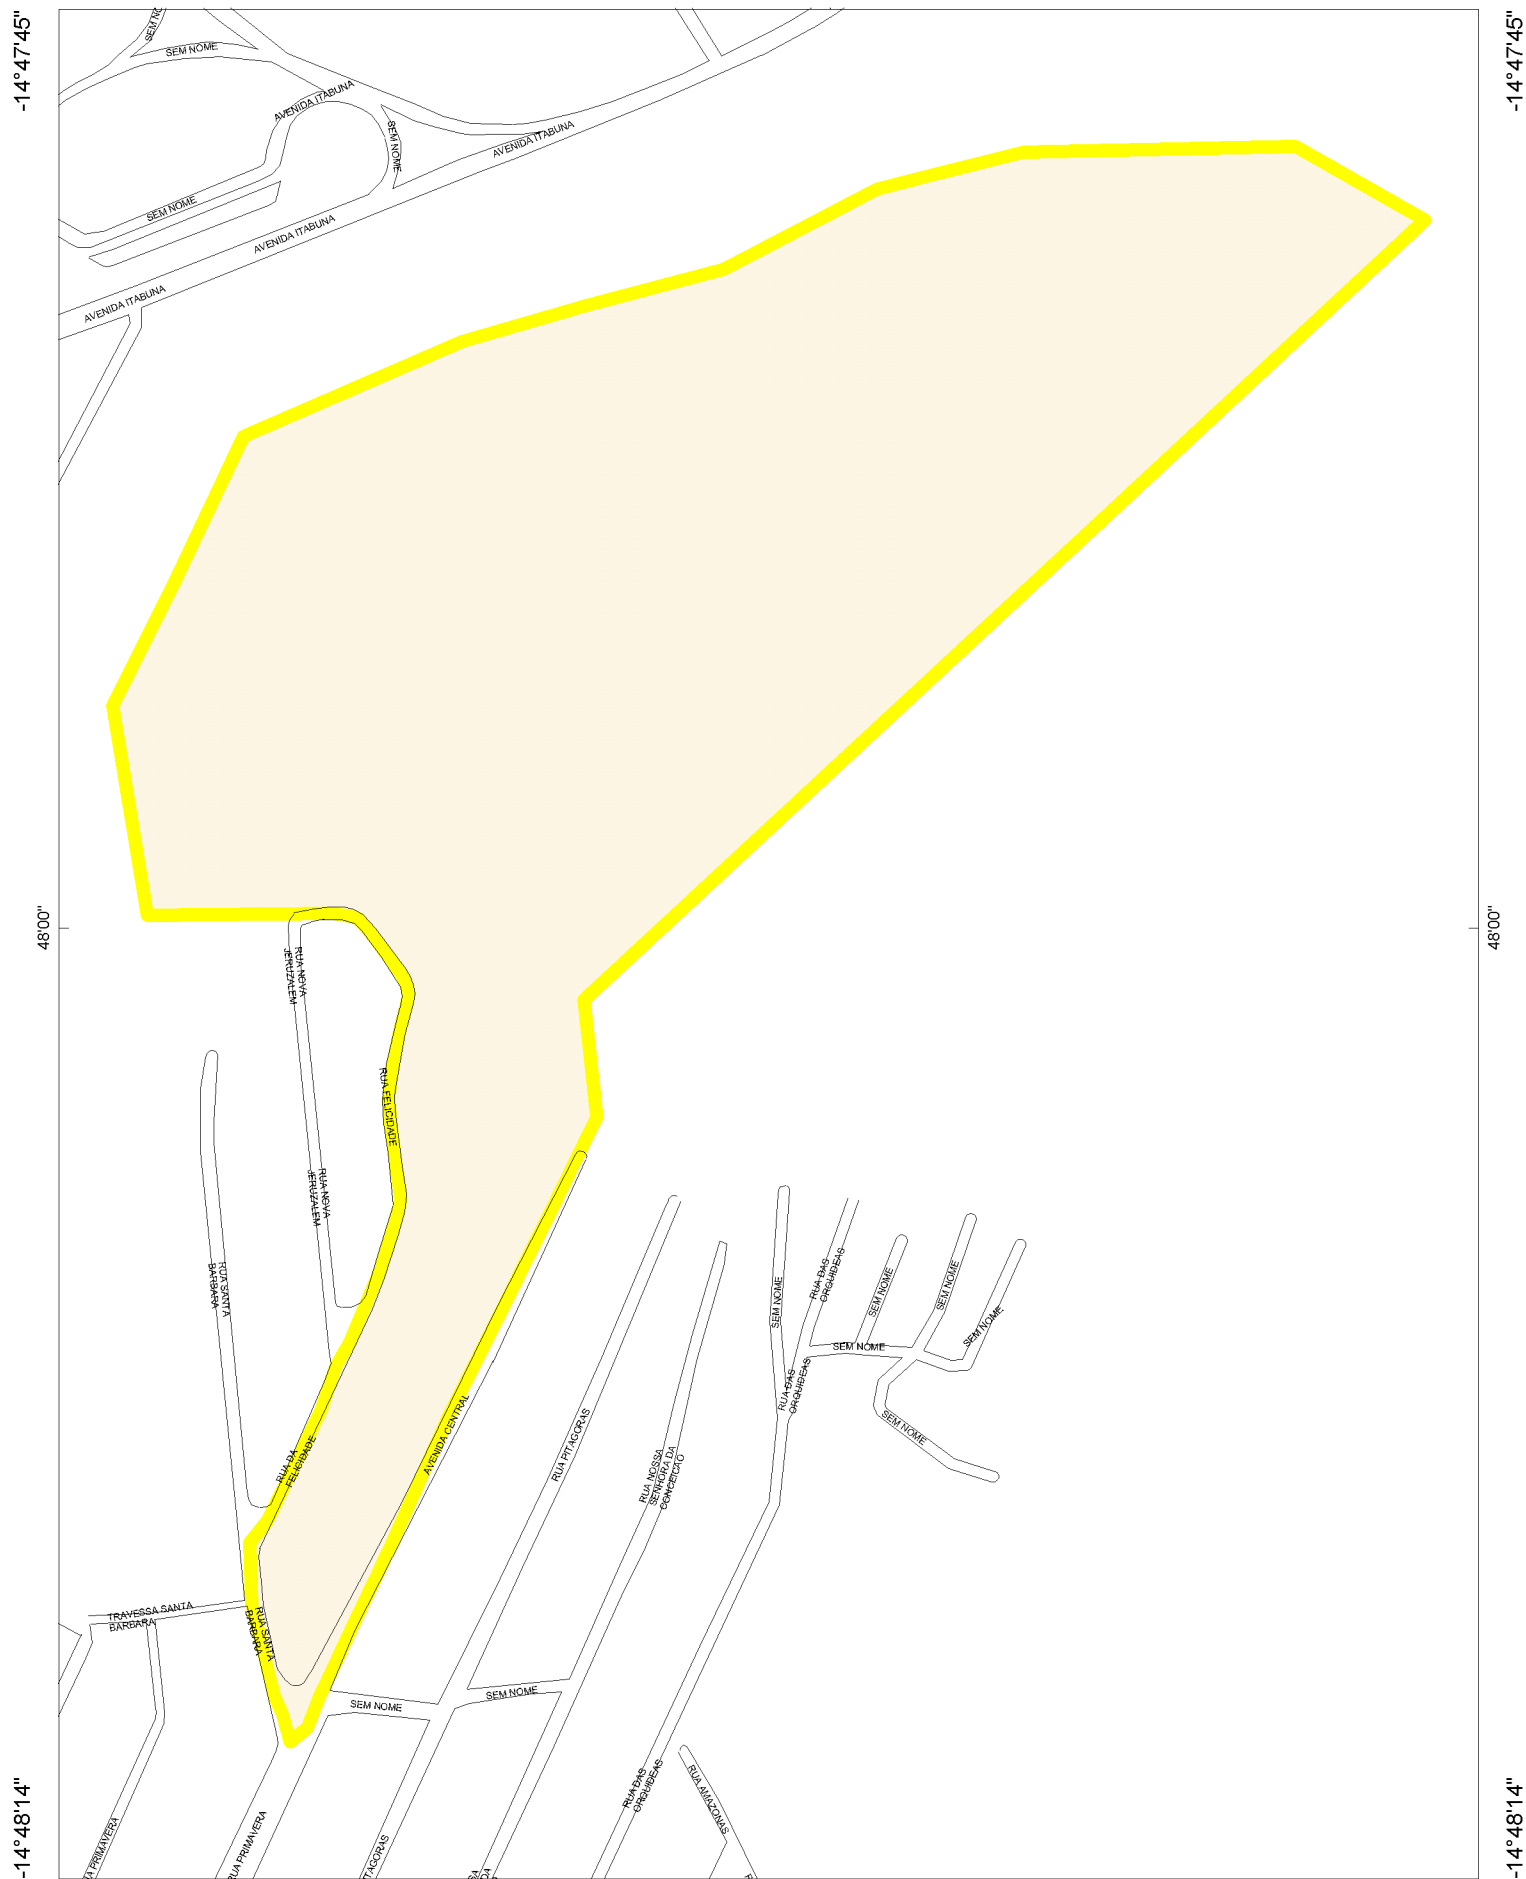 -14°47'45"
-14°47'45"
SEM NOME
AVENIDA ITABUNA
SEM NOME
AVENIDA ITABUNA
SEM NOME
AVENIDA ITABUNA
AVENIDA ITABUNA
48'00"
48'00"
RUA NOVA
JERUZALEM
RUA FELICIDADE
RUA NOVA
JERUZALEM
RUA SANTA
BARBARA
SEM NOME
RUA DAS
ORQUIDEAS
SEM NOME
SEM NOME
SEM NOME
SEM NOME
RUA DAS
ORQUIDEAS
SEM NOME
AVENIDA CENTRAL
RUA PITAGORAS
RUA DA
FELICIDADE
RUA NOSSA
SENHORA DA
CONCEICAO
TRAVESSA SANTA
BARBARA
RUA SANTA
BARBARA
SEM NOME
SEM NOME
RUA DAS
ORQUIDEAS
RUA AMAZONAS
A PRIMAVERA
RUA PRIMAVERA
TAGORAS
-14°48'14"
-14°48'14"